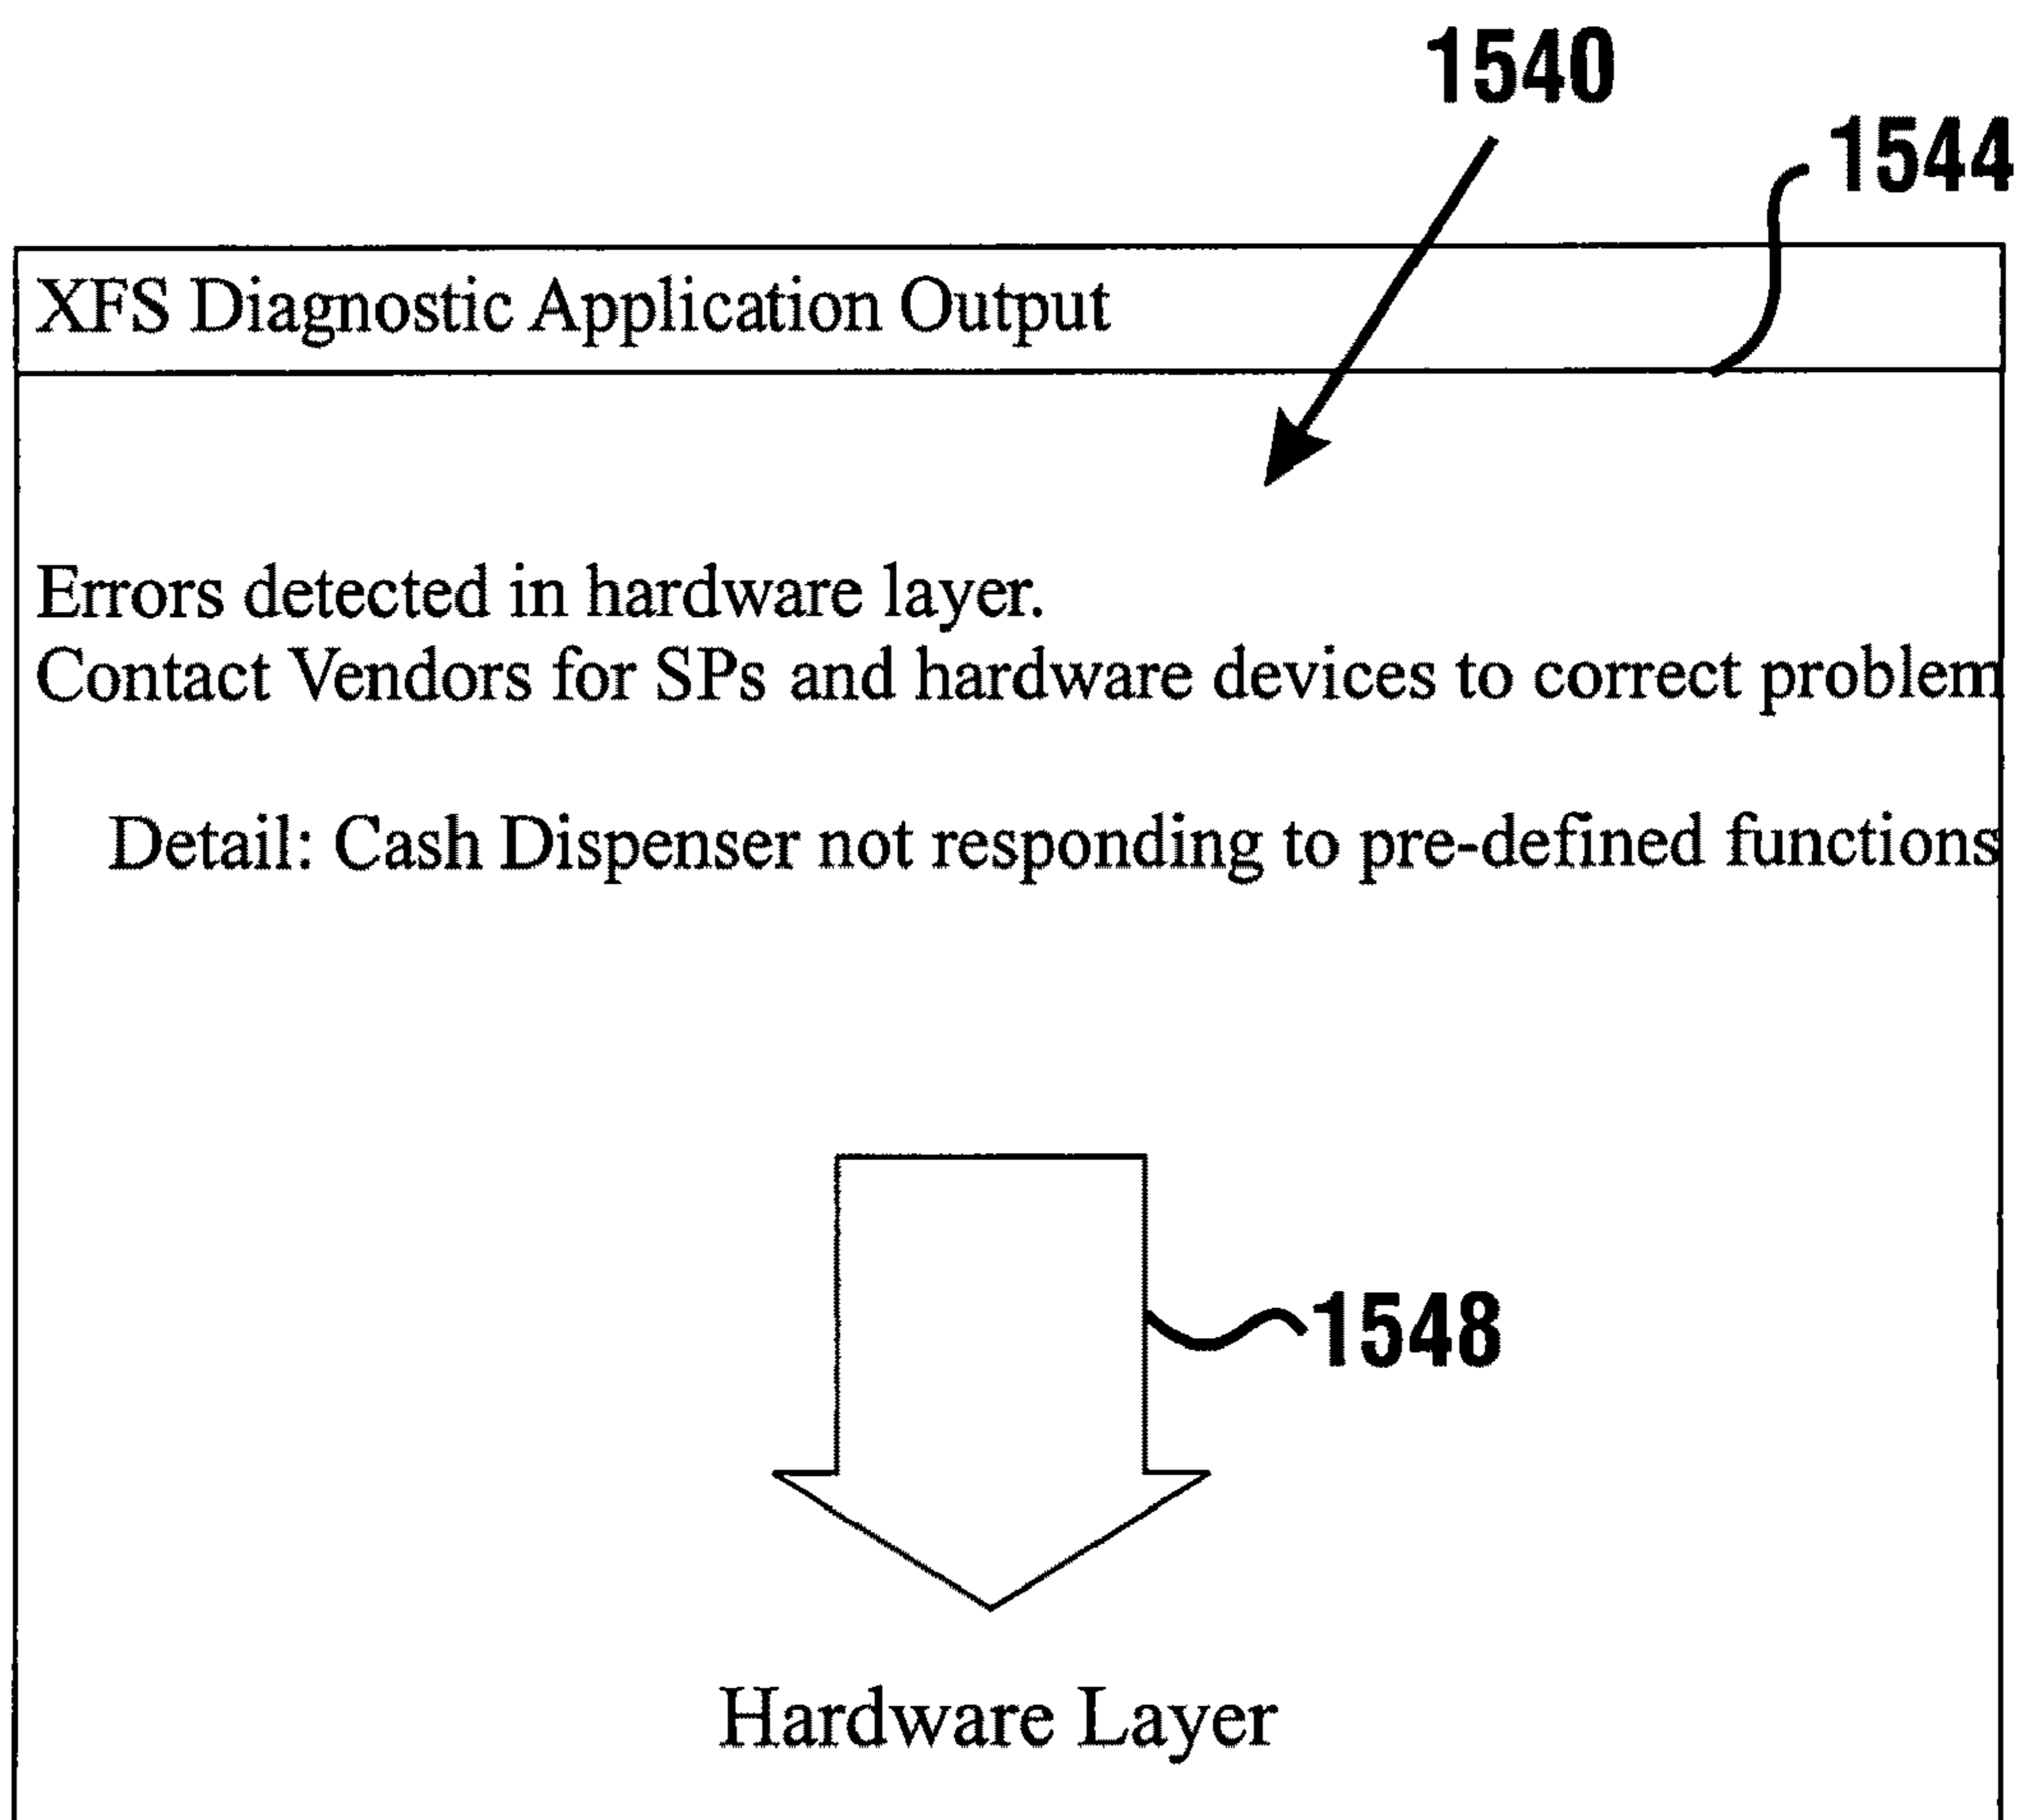 1540
1544
XFS Diagnostic Application Output
Errors detected in hardware layer.
Contact Vendors for SPs and hardware devices to correct problem
Detail: Cash Dispenser not responding to pre-defined functions
1548
Hardware Layer